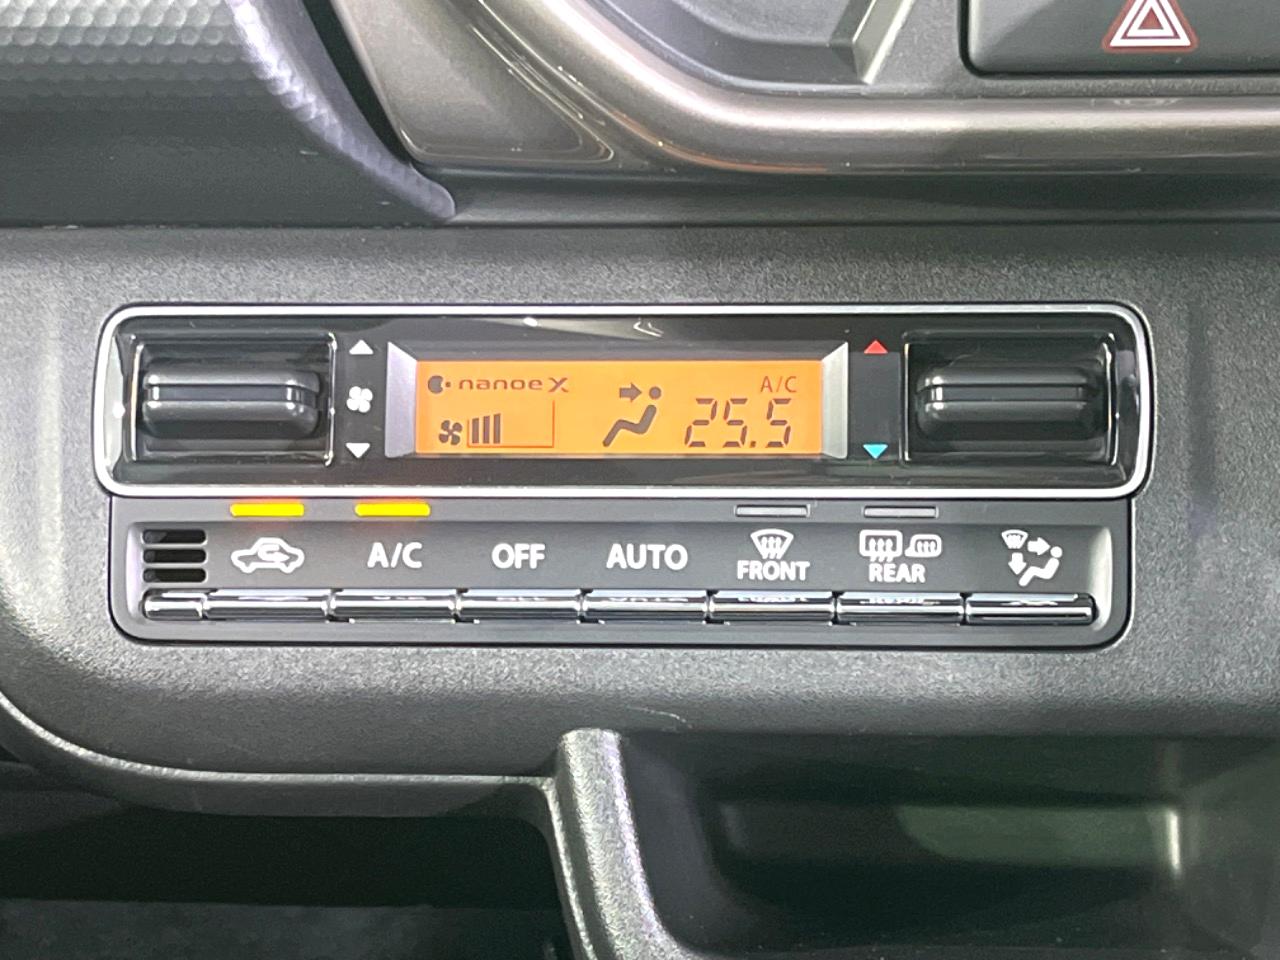 nanoe X
A/C
25.5
A/C
OFF
AUTO
FRONT
REAR